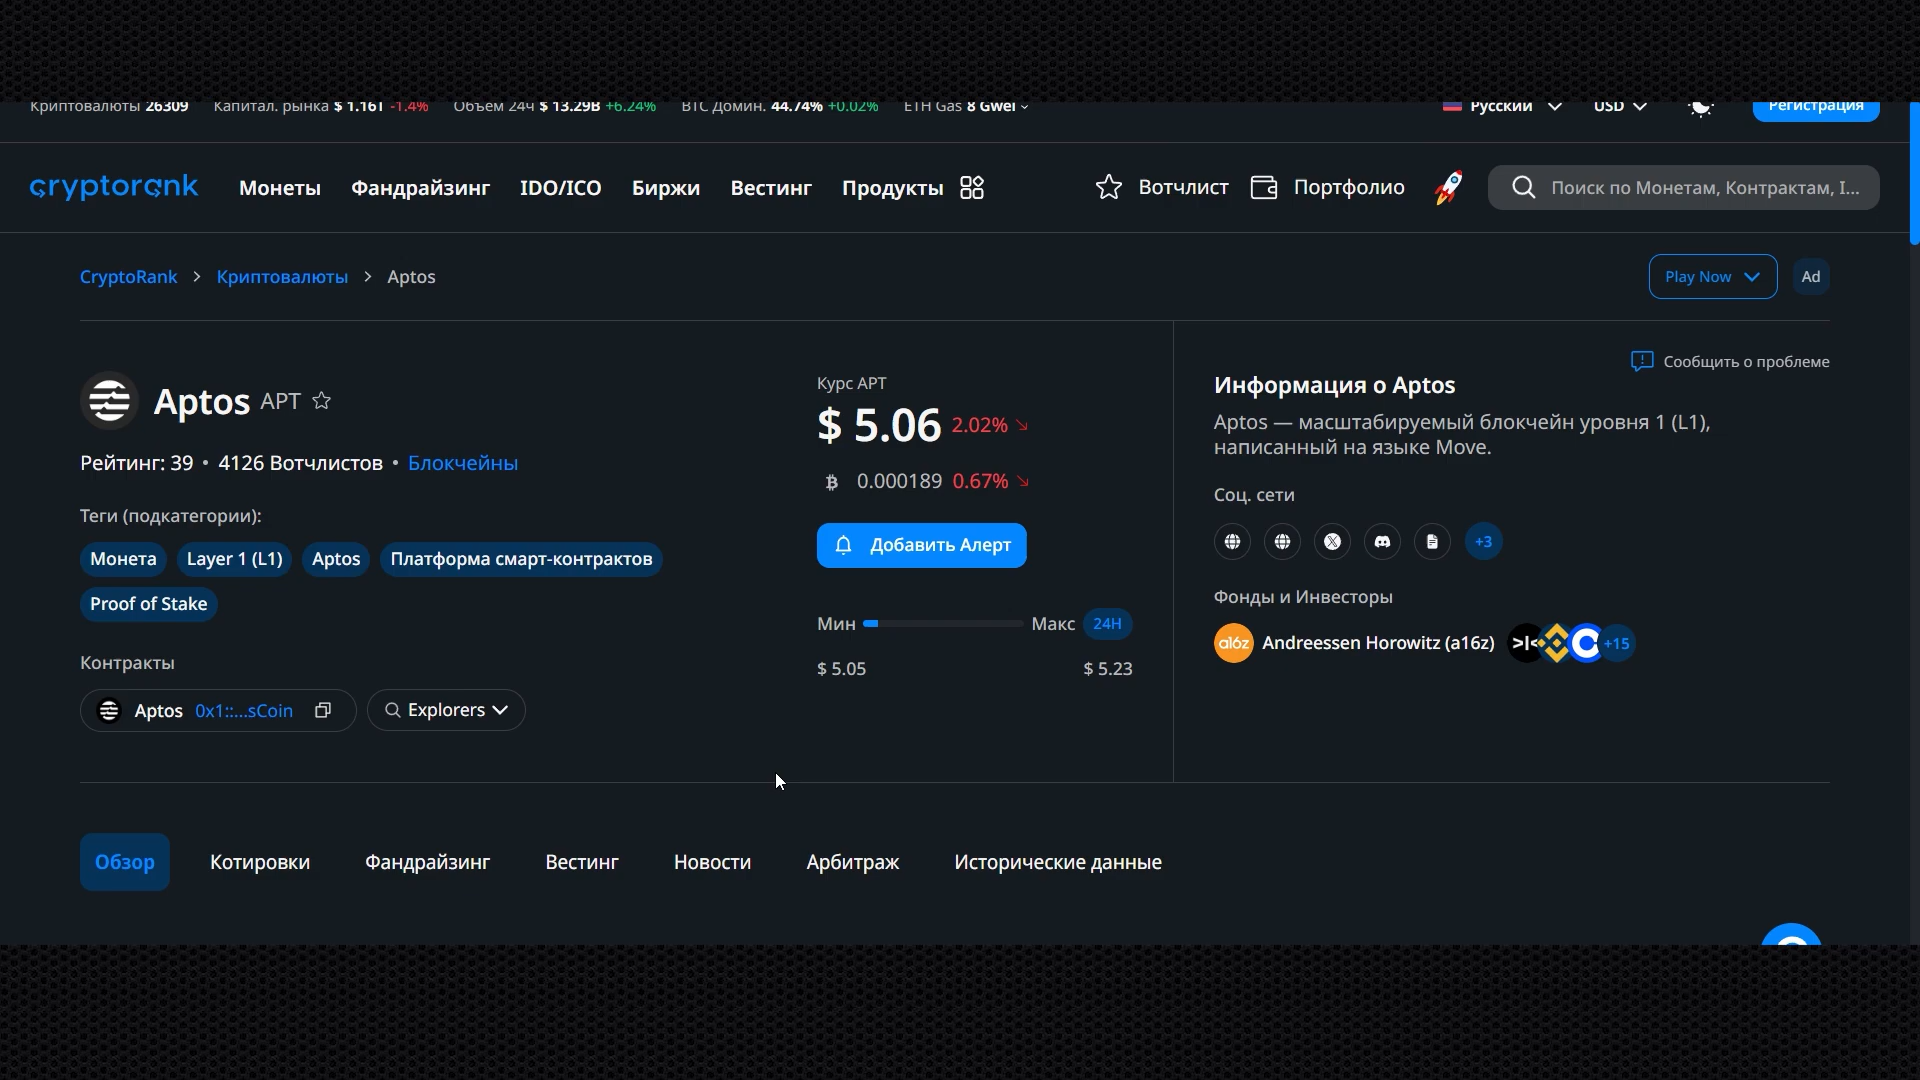 Криптовалюты 26309 Капитал. рынка $ 1.16T -1.4% Объем 24ч $ 13.29B +6.24% BTC Домин. 44.74% +0.02% ETH Gas 8 Gwei Русский USD Регистрация
cryptorank Монеты Фандрайзинг IDO/ICO Биржи Вестинг Продукты Вотчлист Портфолио Поиск по Монетам, Контрактам, I...
CryptoRank > Криптовалюты > Aptos Play Now Ad
Сообщить о проблеме
Aptos APT
Рейтинг: 39 • 4126 Вотчлистов • Блокчейны
Теги (подкатегории):
Монета Layer 1 (L1) Aptos Платформа смарт-контрактов
Proof of Stake
Контракты
Aptos 0x1::...sCoin Explorers
Курс APT
$ 5.06 2.02%
0.000189 0.67%
Добавить Алерт
Мин Макс 24H
$ 5.05 $ 5.23
Информация о Aptos
Aptos — масштабируемый блокчейн уровня 1 (L1),
написанный на языке Move.
Соц. сети
+3
Фонды и Инвесторы
a16z Andreessen Horowitz (a16z) +15
Обзор Котировки Фандрайзинг Вестинг Новости Арбитраж Исторические данные